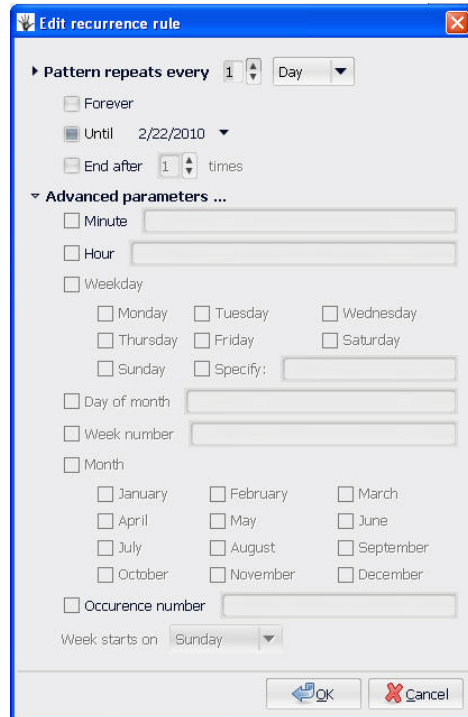 Edit recurrence rule
Pattern repeats every 1 Day
Forever
Until 2/22/2010
End after 1 times
Advanced parameters ...
Minute
Hour
Weekday
Monday Tuesday Wednesday
Thursday Friday Saturday
Sunday Specify:
Day of month
Week number
Month
January February March
April May June
July August September
October November December
Occurence number
Week starts on Sunday
OK Cancel